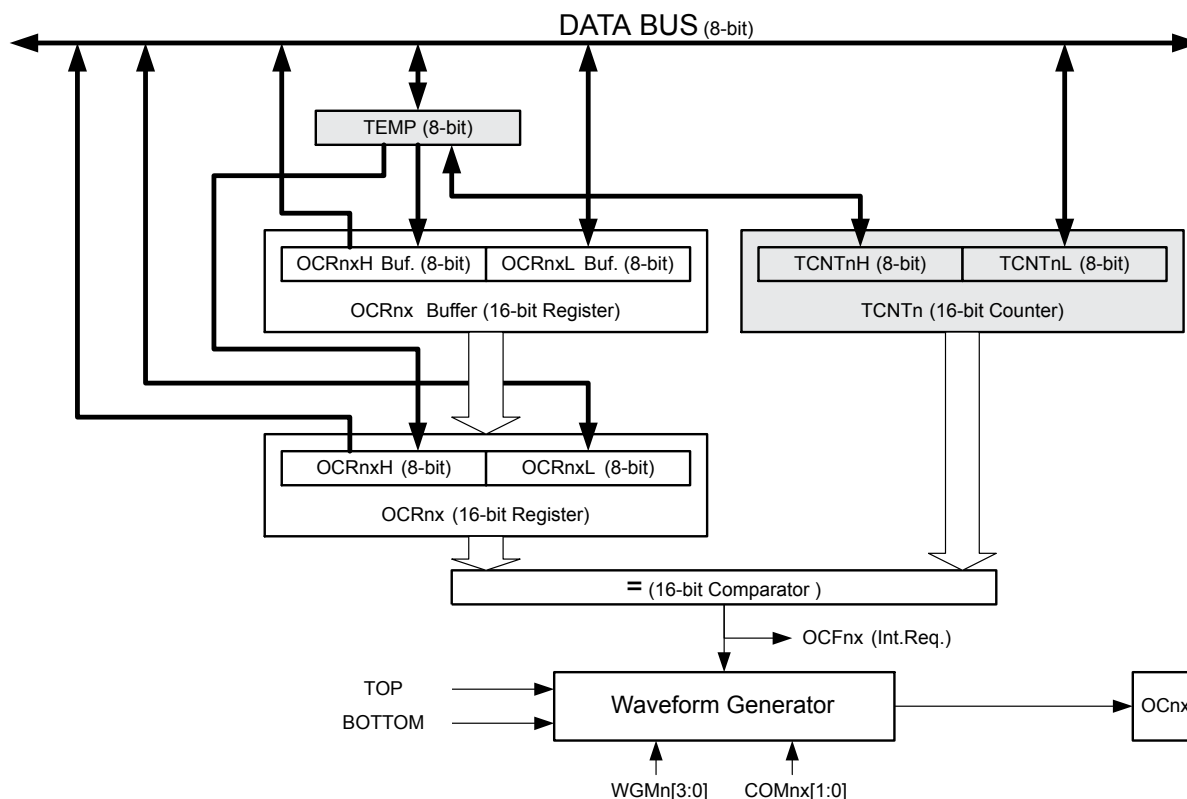 DATA BUS (8-bit)
TEMP (8-bit)
OCRnxH Buf. (8-bit)
OCRnxL Buf. (8-bit)
OCRnx Buffer (16-bit Register)
TCNTnH (8-bit)
TCNTnL (8-bit)
TCNTn (16-bit Counter)
OCRnxH (8-bit)
OCRnxL (8-bit)
OCRnx (16-bit Register)
= (16-bit Comparator )
OCFnx (Int.Req.)
TOP
BOTTOM
Waveform Generator
OCnx
WGMn[3:0]
COMnx[1:0]